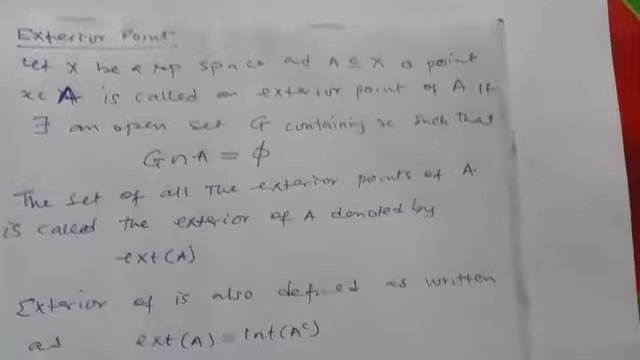 Exterior Point:
Let X be a top space and A ⊆ X a point
x ∈ A is called an exterior point of A if
∃ an open set G containing x such that
G ∩ A = ϕ
The set of all the exterior points of A
is called the exterior of A donoted by
ext(A)
Exterior of is also defined as written
as ext(A) = Int(Aᶜ)